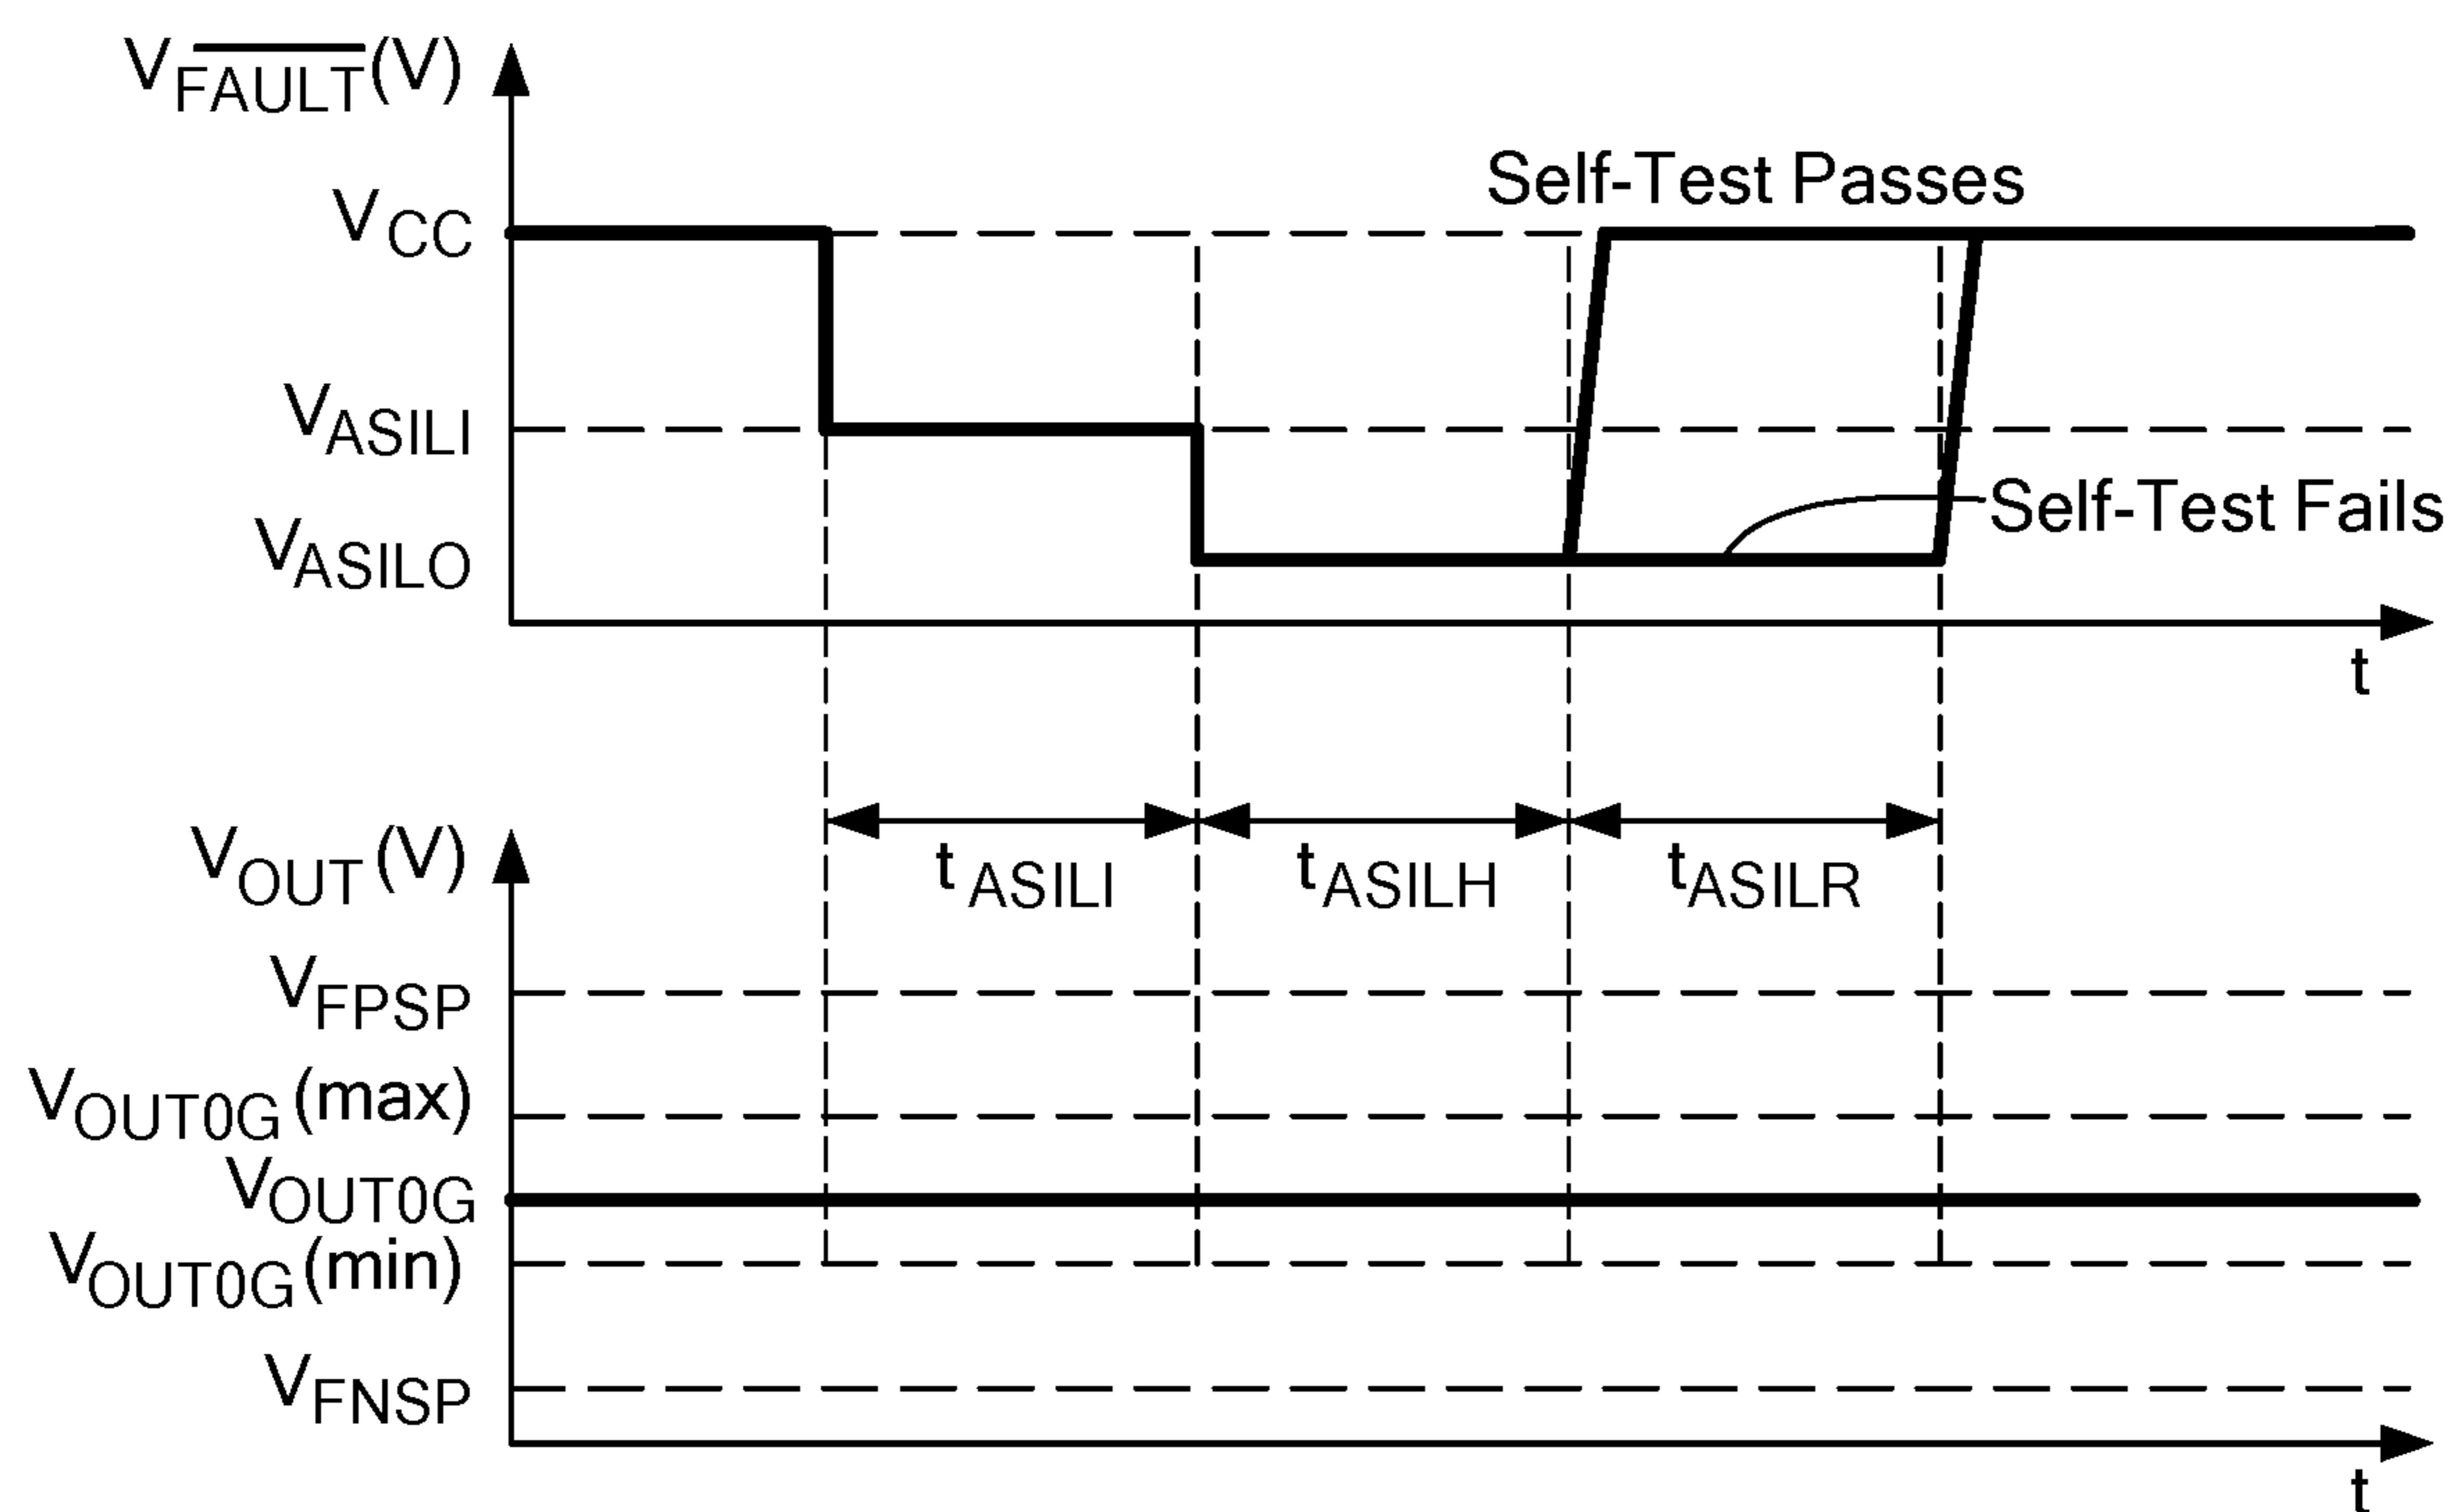 VFAULT(V)
Self-Test Passes
VCC
VASILI
Self-Test Fails
VASILO
t
VOUT(V)
tASILI
tASILH
tASILR
VFPSP
VOUT0G(max)
VOUT0G
VOUT0G(min)
VFNSP
t